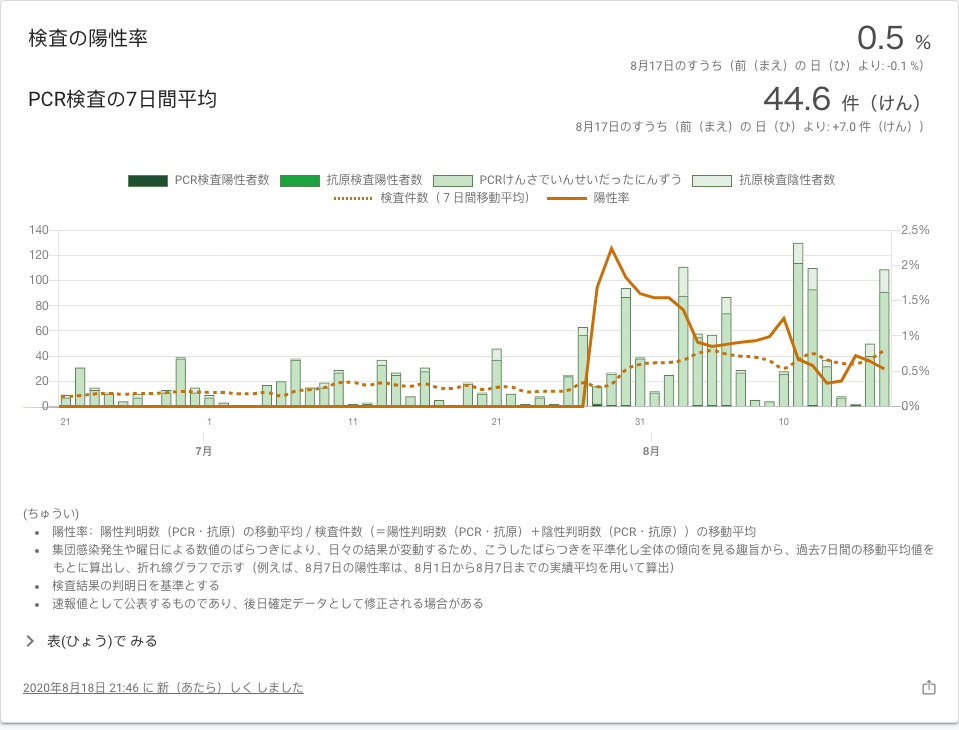 検査の陽性率
0.5 %
8月17日のすうち（前（まえ）の 日（ひ）より: -0.1 %）
PCR検査の7日間平均
44.6 件（けん）
8月17日のすうち（前（まえ）の 日（ひ）より: +7.0 件（けん））
PCR検査陽性者数 抗原検査陽性者数 PCRけんさでいんせいだったにんずう 抗原検査陰性者数
検査件数（７日間移動平均） 陽性率
140 2.5%
120
2%
100
80 1.5%
60 1%
40
0.5%
20
0 0%
21 1 11 21 31 10
7月 8月
(ちゅうい)
• 陽性率：陽性判明数（PCR・抗原）の移動平均 / 検査件数（＝陽性判明数（PCR・抗原）＋陰性判明数（PCR・抗原））の移動平均
• 集団感染発生や曜日による数値のばらつきにより、日々の結果が変動するため、こうしたばらつきを平準化し全体の傾向を見る趣旨から、過去7日間の移動平均値を
もとに算出し、折れ線グラフで示す（例えば、8月7日の陽性率は、8月1日から8月7日までの実績平均を用いて算出）
• 検査結果の判明日を基準とする
• 速報値として公表するものであり、後日確定データとして修正される場合がある
表(ひょう)で みる
2020年8月18日 21:46 に 新（あたら）しく しました